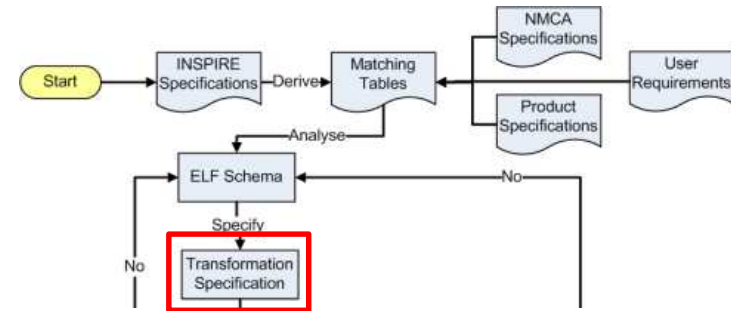 NMCA
Specifications
Start
INSPIRE
Specifications
Derive
Matching
Tables
User
Requirements
Product
Specifications
Analyse
ELF Schema
No
Specify
No
Transformation
Specification